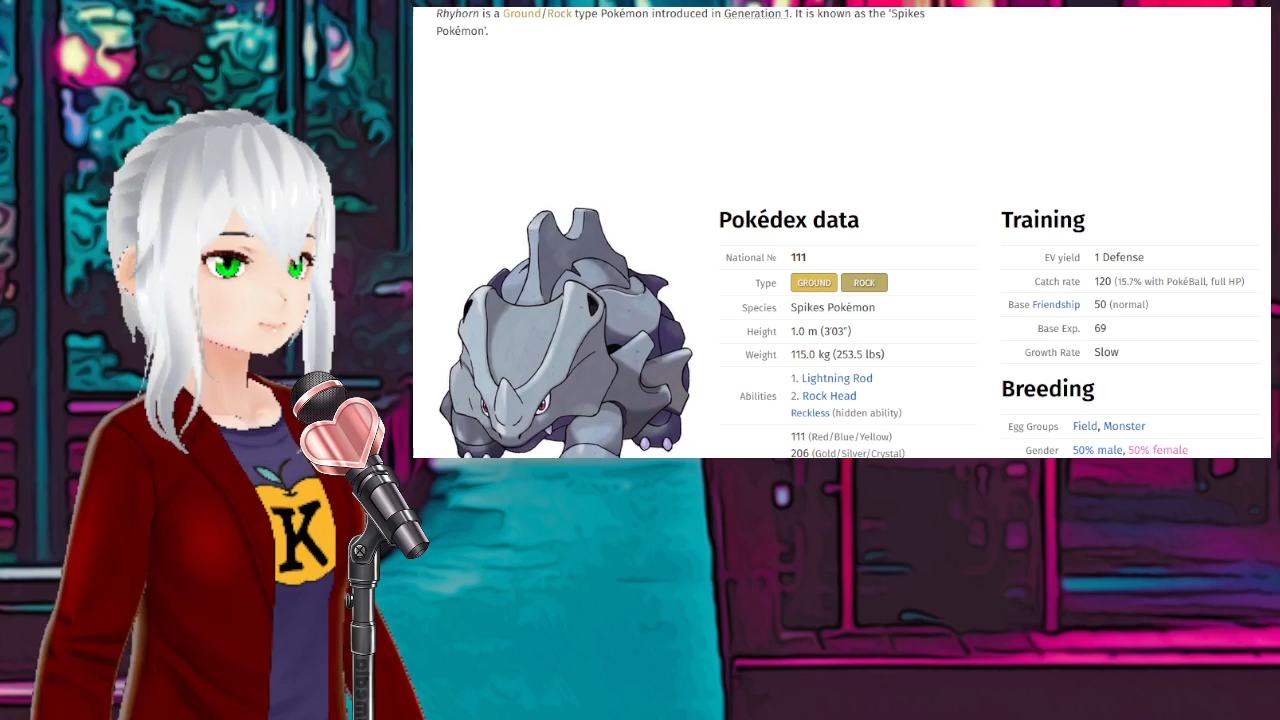 Rhyhorn is a Ground/Rock type Pokémon introduced in Generation 1. It is known as the ‘Spikes
Pokémon’.
Pokédex data
National № 111
Type GROUND ROCK
Species Spikes Pokémon
Height 1.0 m (3′03″)
Weight 115.0 kg (253.5 lbs)
Abilities 1. Lightning Rod
2. Rock Head
Reckless (hidden ability)
111 (Red/Blue/Yellow)
206 (Gold/Silver/Crystal)
Training
EV yield 1 Defense
Catch rate 120 (15.7% with PokéBall, full HP)
Base Friendship 50 (normal)
Base Exp. 69
Growth Rate Slow
Breeding
Egg Groups Field, Monster
Gender 50% male, 50% female
K